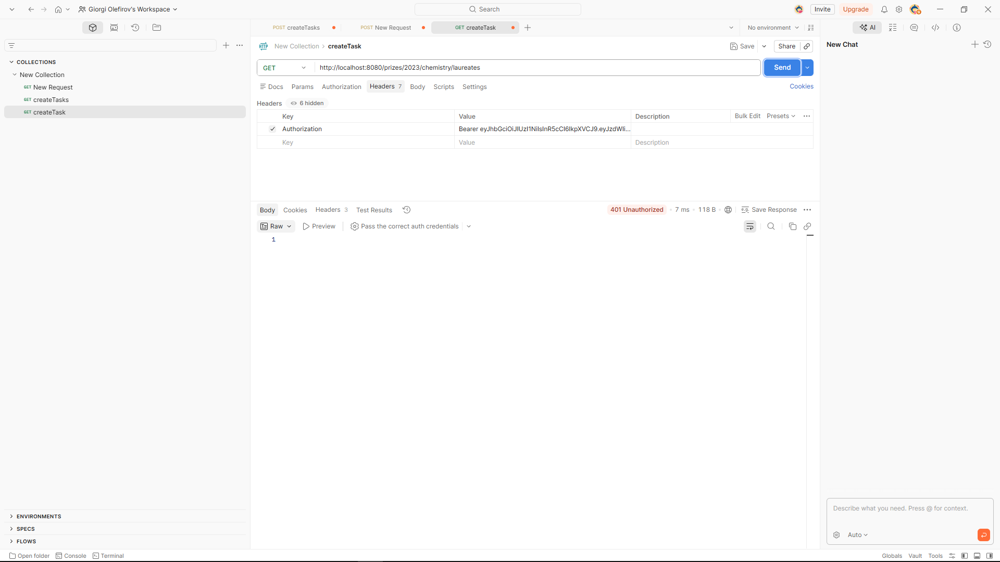 Giorgi Olefirov's Workspace
Search
Invite
Upgrade
POST createTasks
POST New Request
GET createTask
No environment
AI
New Collection › createTask
Save
Share
New Chat
COLLECTIONS
New Collection
GET New Request
GET createTasks
GET createTask
GET
http://localhost:8080/prizes/2023/chemistry/laureates
Send
Docs
Params
Authorization
Headers 7
Body
Scripts
Settings
Cookies
Headers
6 hidden
Key
Value
Description
Bulk Edit
Presets
Authorization
Bearer eyJhbGciOiJIUzI1NiIsInR5cCI6IkpXVCJ9.eyJzdWIi...
Key
Value
Description
Body
Cookies
Headers 3
Test Results
401 Unauthorized
7 ms
118 B
e.g. Save Response
Raw
Preview
Pass the correct auth credentials
1
ENVIRONMENTS
SPECS
FLOWS
Describe what you need. Press @ for context.
Auto
Open folder
Console
Terminal
Globals
Vault
Tools